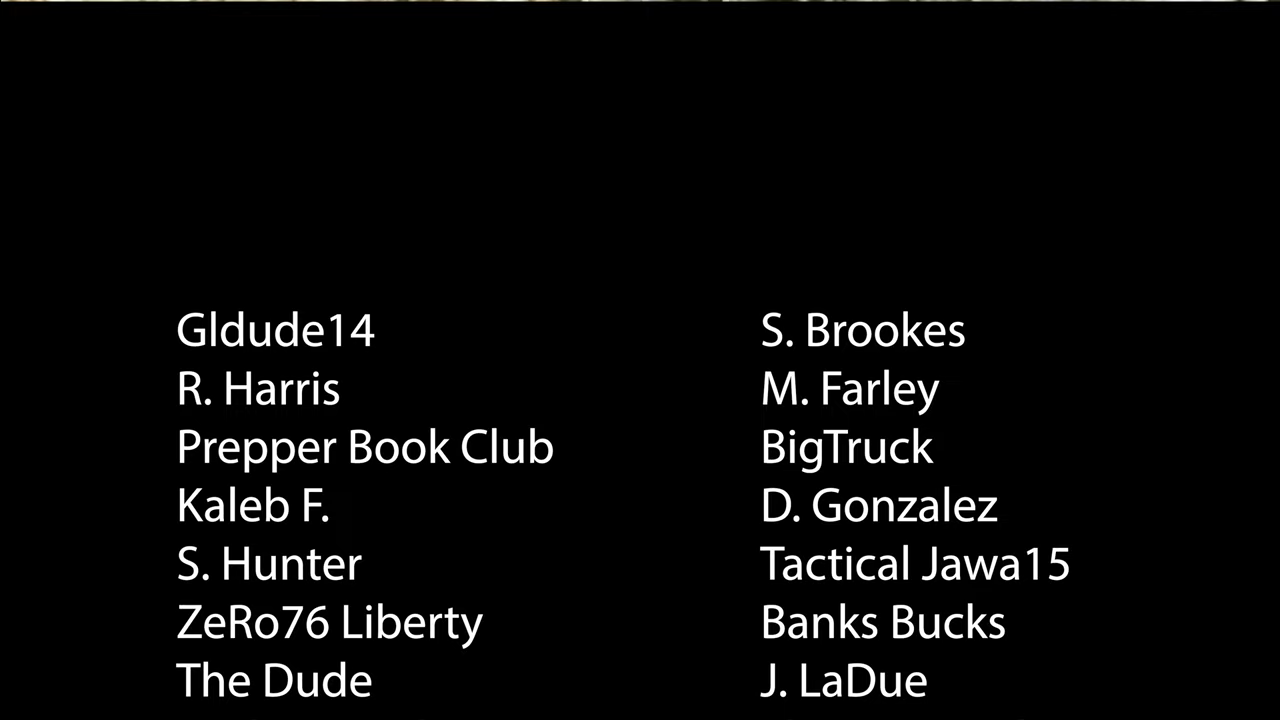 Gldude14
R. Harris
Prepper Book Club
Kaleb F.
S. Hunter
ZeRo76 Liberty
The Dude
S. Brookes
M. Farley
BigTruck
D. Gonzalez
Tactical Jawa15
Banks Bucks
J. LaDue